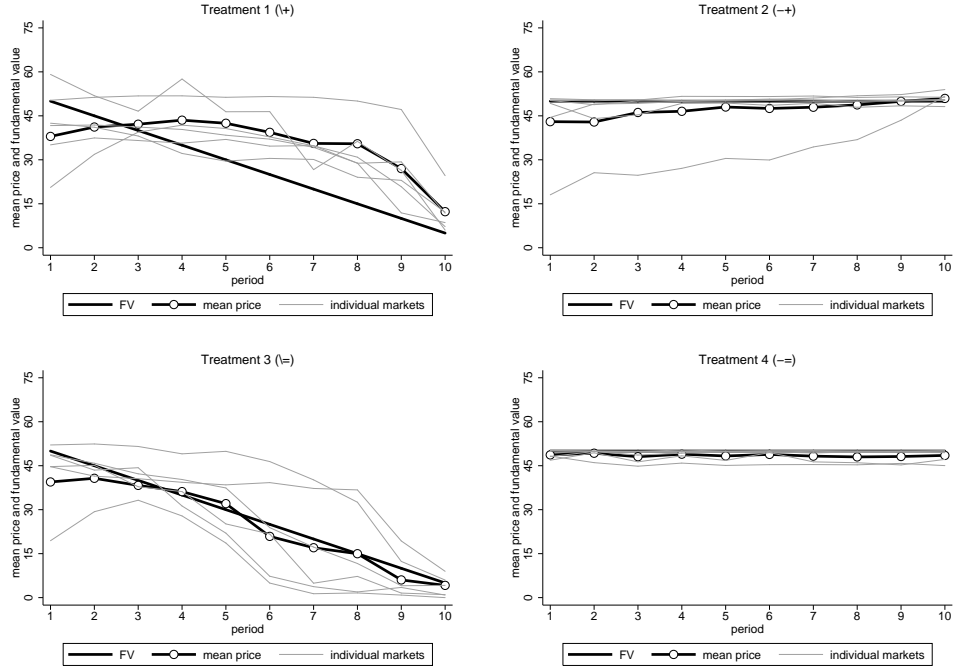 Treatment 1 (\+)
mean price and fundamental value
75
60
45
30
15
0
1 2 3 4 5 6 7 8 9 10
period
FV mean price individual markets
Treatment 2 (−+)
mean price and fundamental value
75
60
45
30
15
0
1 2 3 4 5 6 7 8 9 10
period
FV mean price individual markets
Treatment 3 (\=)
mean price and fundamental value
75
60
45
30
15
0
1 2 3 4 5 6 7 8 9 10
period
FV mean price individual markets
Treatment 4 (−=)
mean price and fundamental value
75
60
45
30
15
0
1 2 3 4 5 6 7 8 9 10
period
FV mean price individual markets